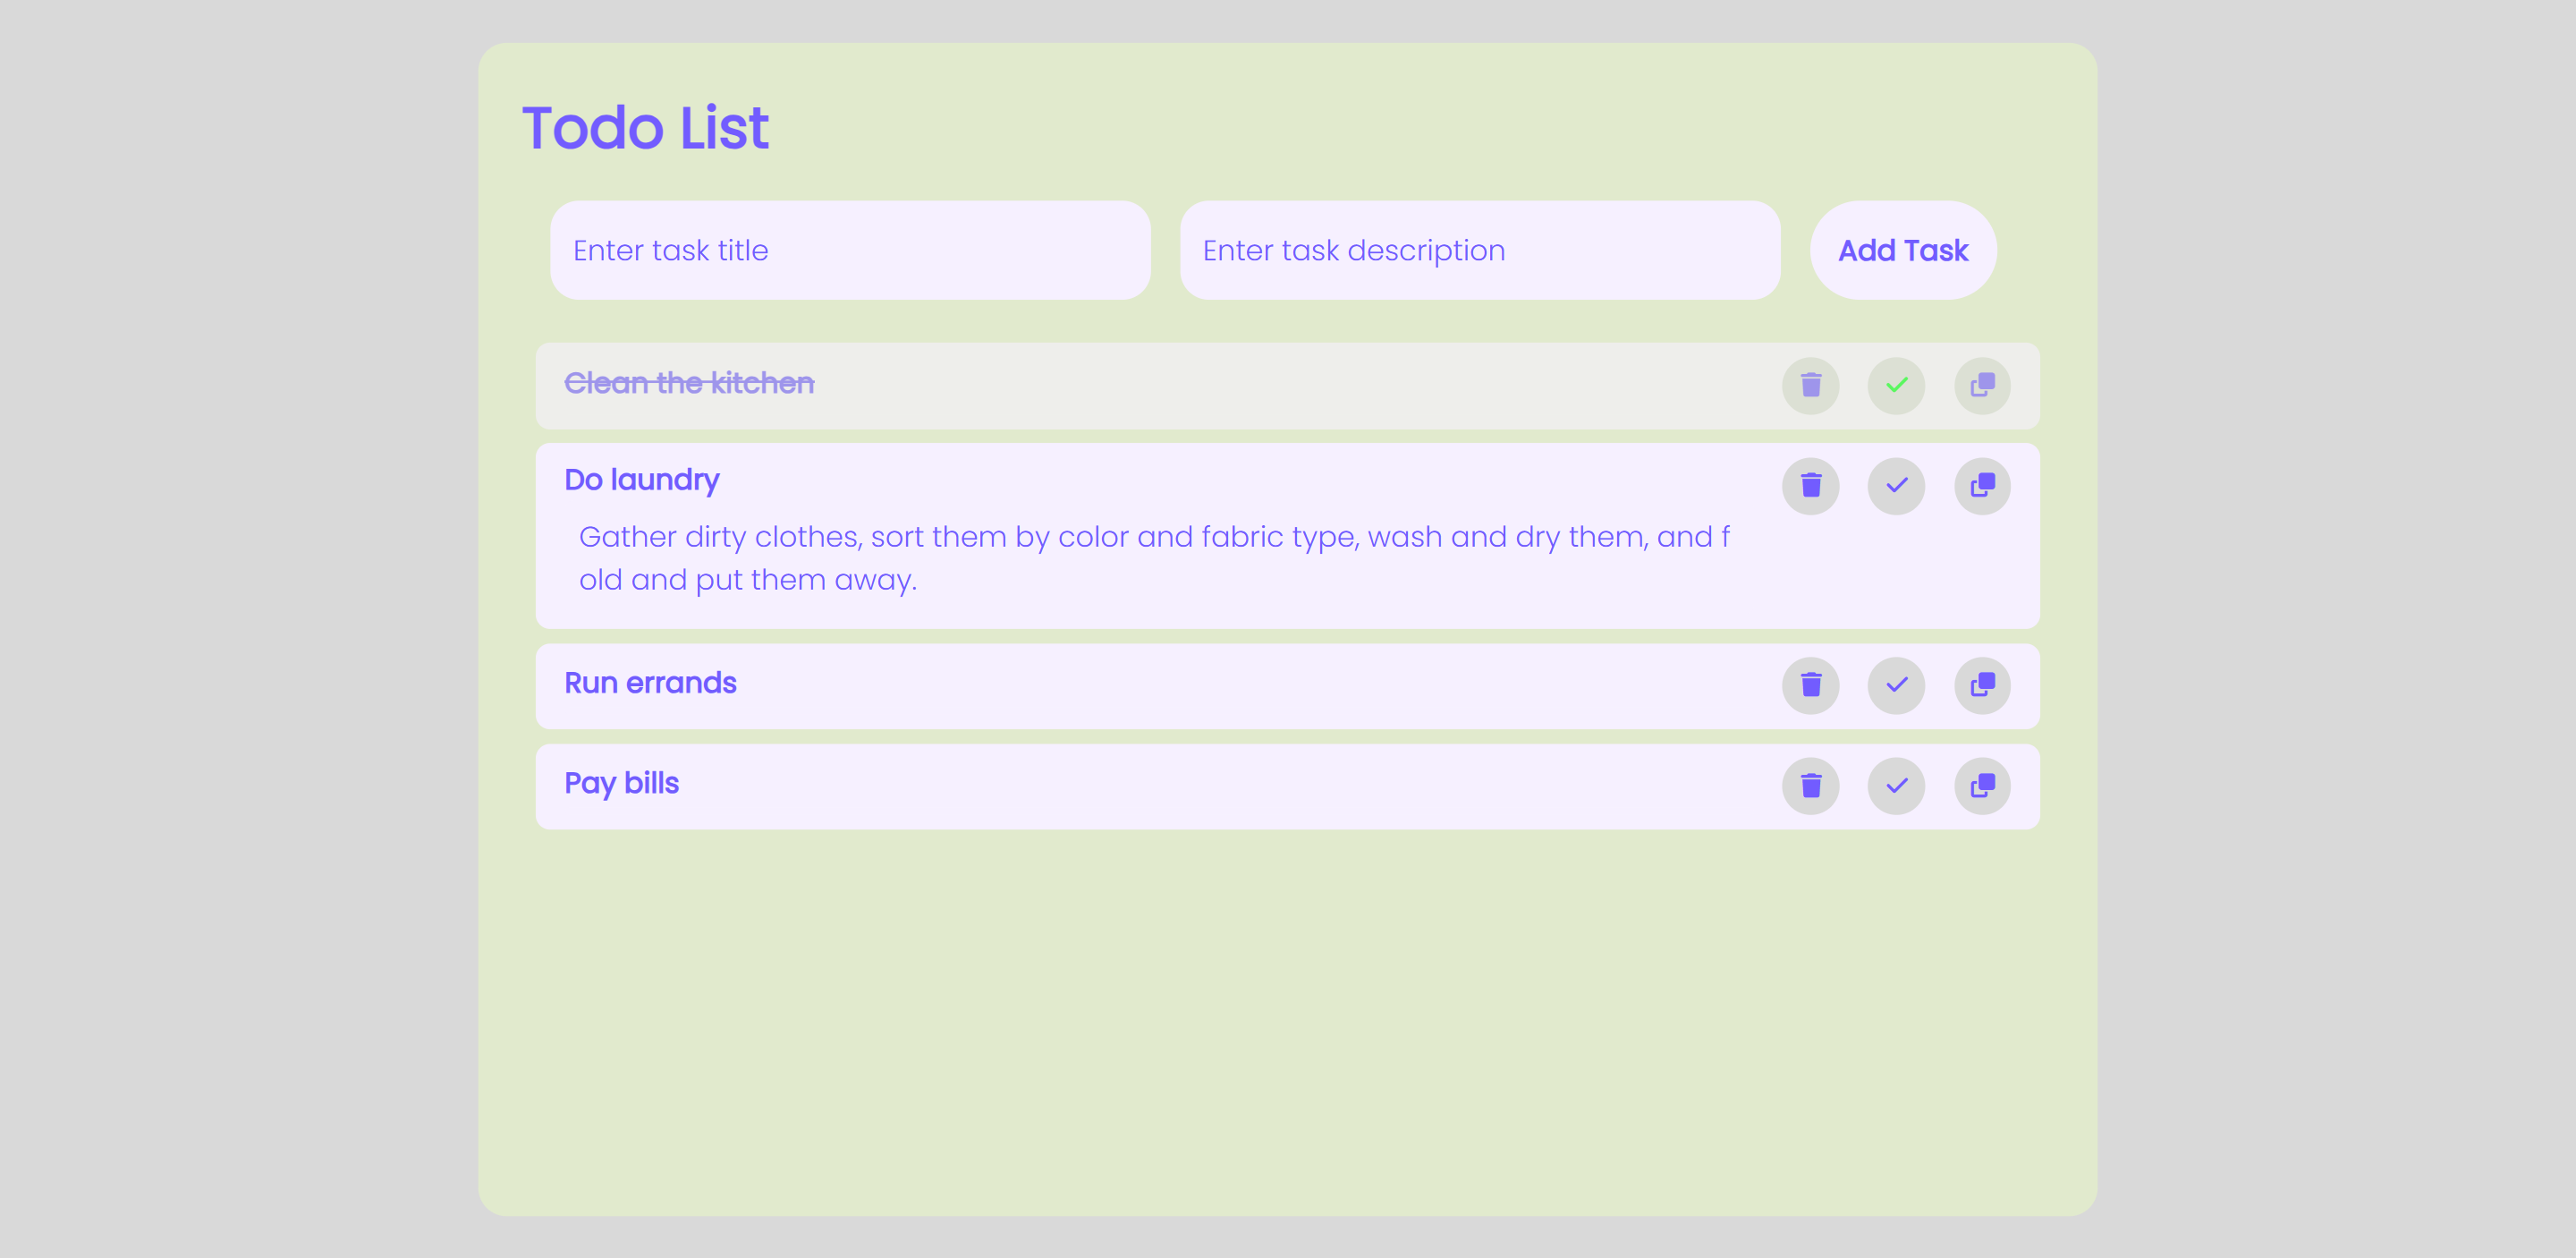 Todo List
Enter task title
Enter task description
Add Task
Clean the kitchen
Do laundry
Gather dirty clothes, sort them by color and fabric type, wash and dry them, and f
old and put them away.
Run errands
Pay bills